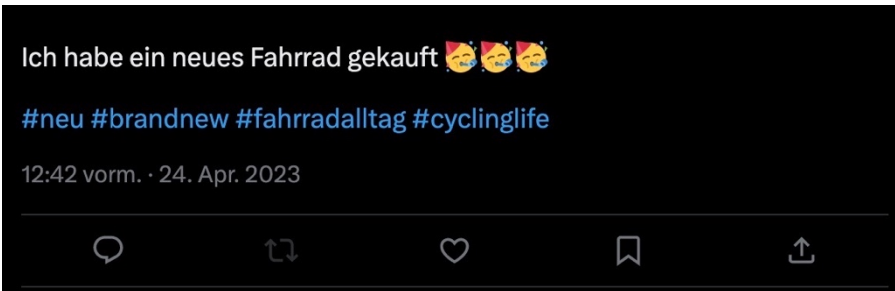 Ich habe ein neues Fahrrad gekauft 🥳🥳🥳
#neu #brandnew #fahrradalltag #cyclinglife
12:42 vorm. · 24. Apr. 2023